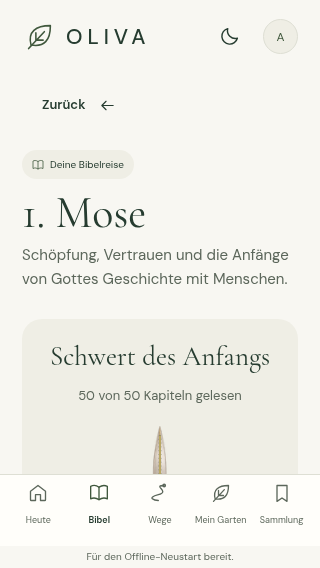 OLIVA
A
Zurück ←
Deine Bibelreise
1. Mose
Schöpfung, Vertrauen und die Anfänge
von Gottes Geschichte mit Menschen.
Schwert des Anfangs
50 von 50 Kapiteln gelesen
Heute
Bibel
Wege
Mein Garten
Sammlung
Für den Offline-Neustart bereit.